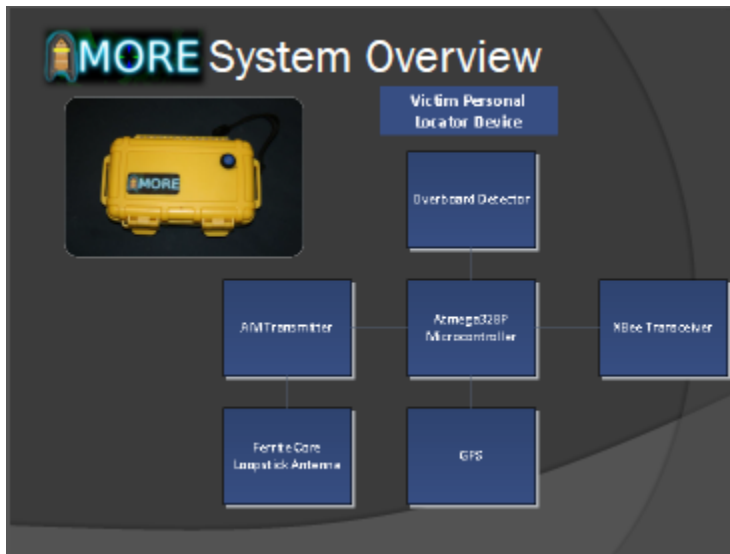 MORE System Overview
Victim Personal
Locator Device
MORE
Overboard Detector
AM Transmitter
Atmega328P
Microcontroller
XBee Transceiver
Ferrite Core
Loopstick Antenna
GPS